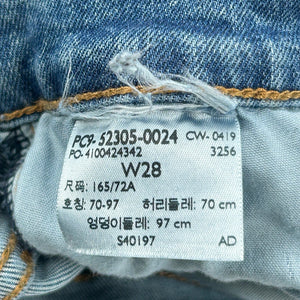 PC9- 52305-0024 CW- 0419
PO- 4100424342 3256
W28
尺码: 165/72A
호칭: 70-97 허리둘레: 70 cm
엉덩이둘레: 97 cm
S40197 AD